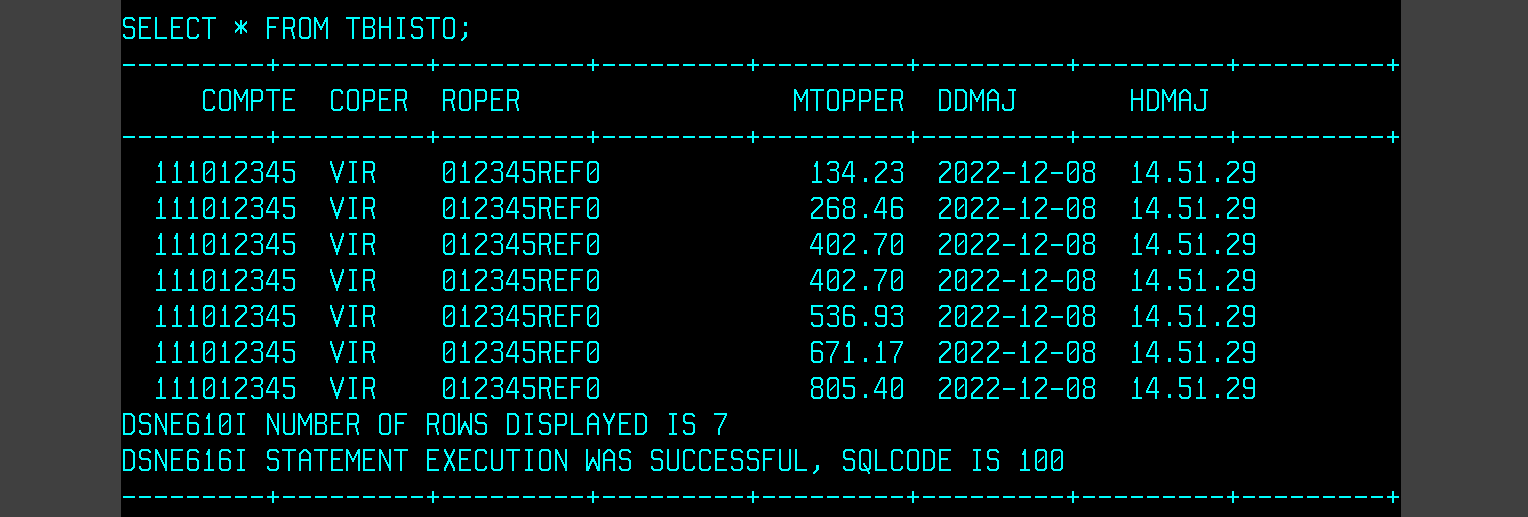 SELECT * FROM TBHISTO;
---------+---------+---------+---------+---------+---------+---------+---------+
     COMPTE  COPER  ROPER                 MTOPPER  DDMAJ       HDMAJ
---------+---------+---------+---------+---------+---------+---------+---------+
  111012345  VIR    012345REF0             134.23  2022-12-08  14.51.29
  111012345  VIR    012345REF0             268.46  2022-12-08  14.51.29
  111012345  VIR    012345REF0             402.70  2022-12-08  14.51.29
  111012345  VIR    012345REF0             402.70  2022-12-08  14.51.29
  111012345  VIR    012345REF0             536.93  2022-12-08  14.51.29
  111012345  VIR    012345REF0             671.17  2022-12-08  14.51.29
  111012345  VIR    012345REF0             805.40  2022-12-08  14.51.29
DSNE610I NUMBER OF ROWS DISPLAYED IS 7
DSNE616I STATEMENT EXECUTION WAS SUCCESSFUL, SQLCODE IS 100
---------+---------+---------+---------+---------+---------+---------+---------+